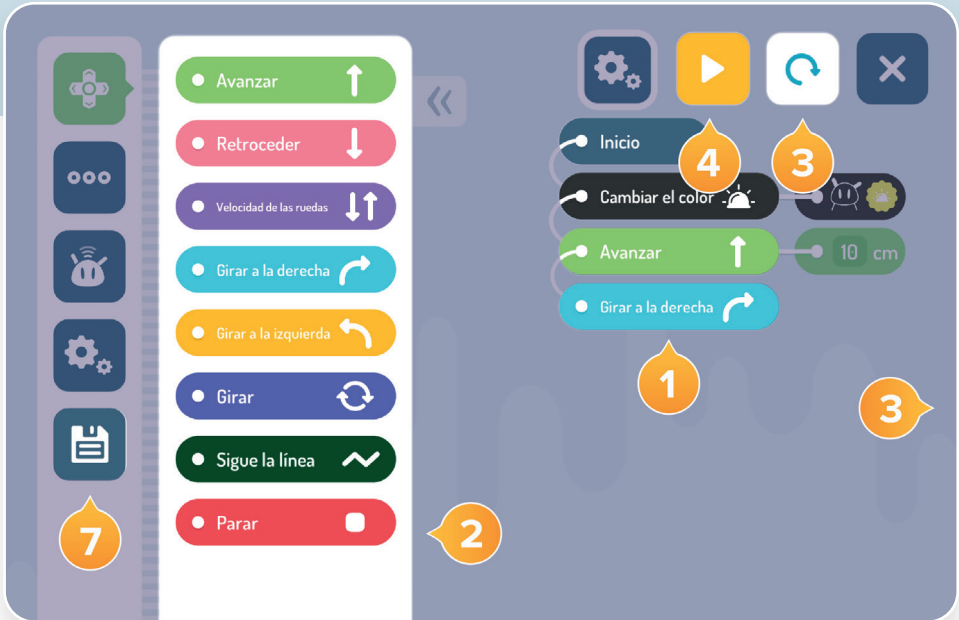 Avanzar
Retroceder
Velocidad de las ruedas
Girar a la derecha
Girar a la izquierda
Girar
Sigue la línea
Parar
Inicio
Cambiar el color
Avanzar
10 cm
Girar a la derecha
4
3
1
3
2
7